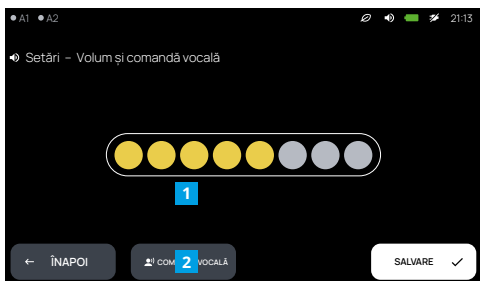 A1 A2 21:13
Setări – Volum și comandă vocală
1
← ÎNAPOI
COM 2 VOCALĂ
SALVARE ✓